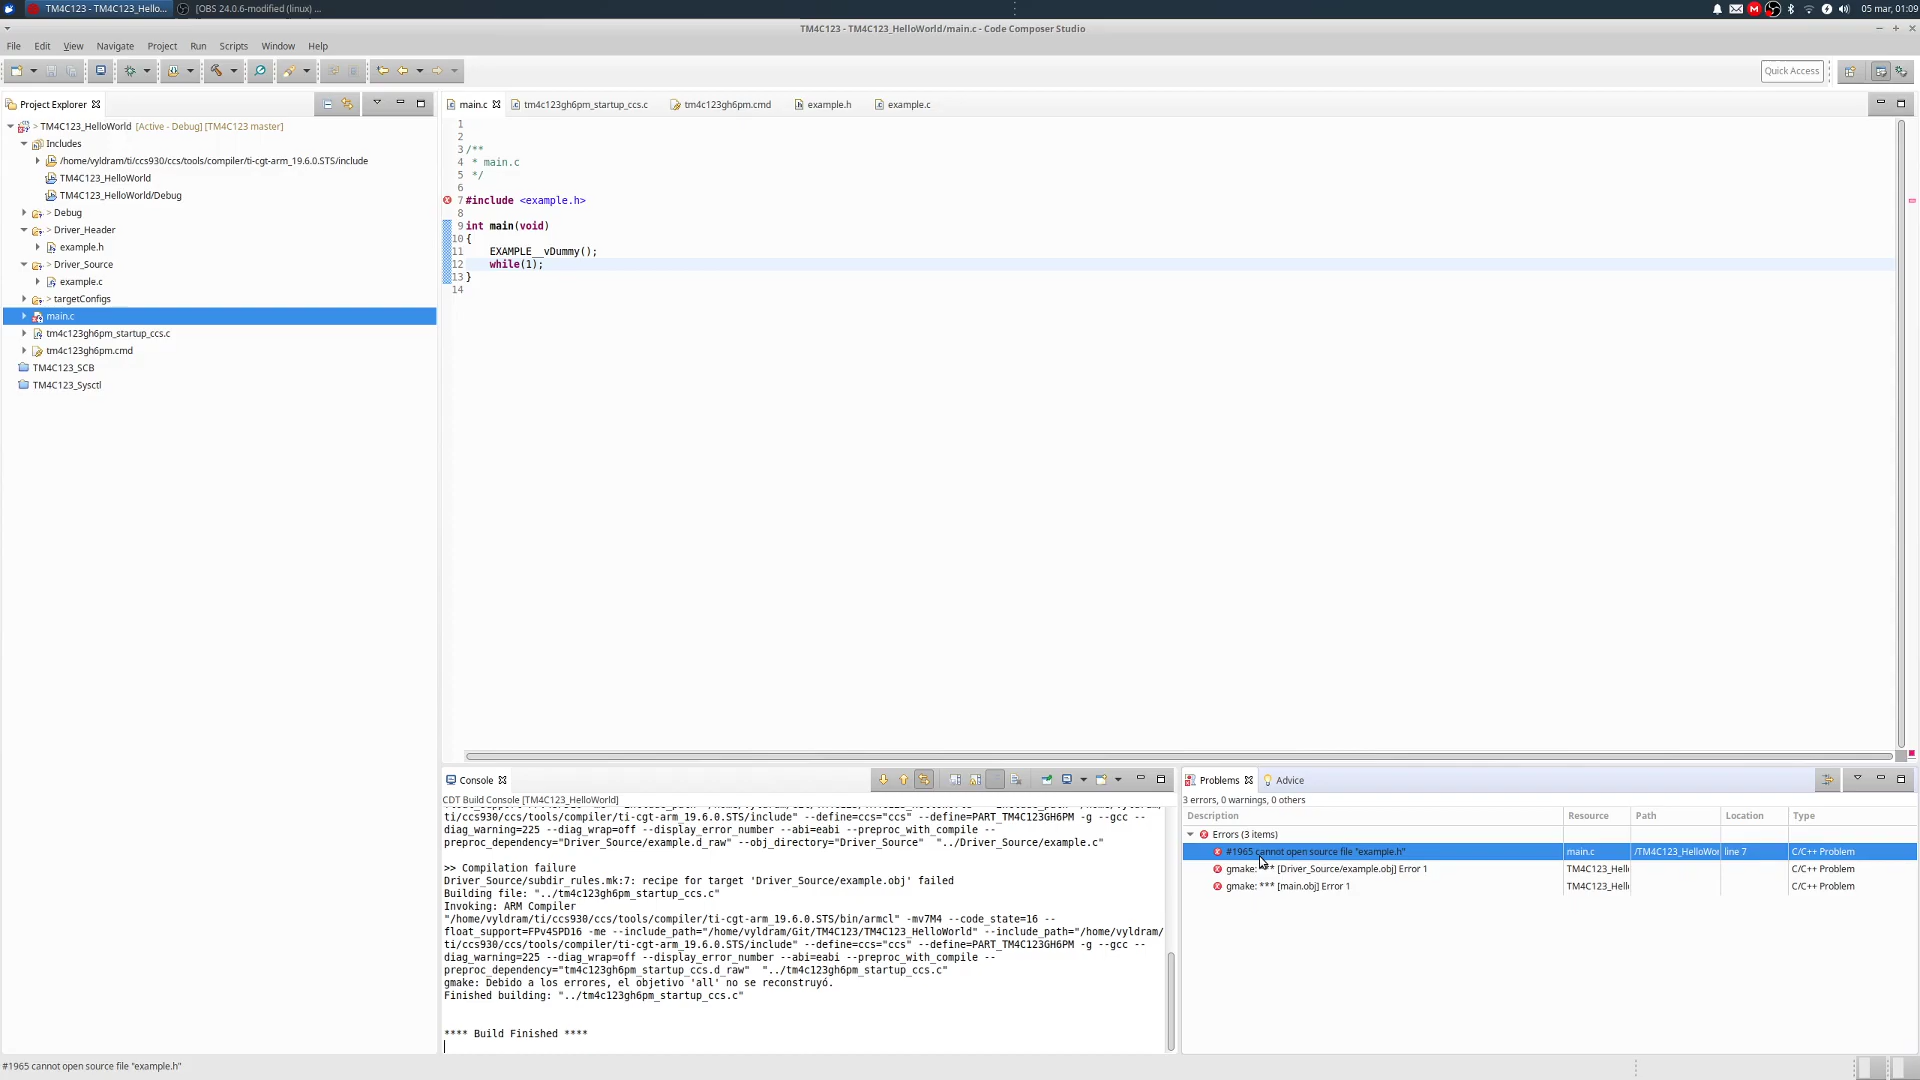 TM4C123 - TM4C123_Hello...
[OBS 24.0.6-modified (linux) ...
05 mar, 01:09
TM4C123 - TM4C123_HelloWorld/main.c - Code Composer Studio
File Edit View Navigate Project Run Scripts Window Help
Quick Access
Project Explorer
main.c
tm4c123gh6pm_startup_ccs.c
tm4c123gh6pm.cmd
example.h
example.c
> TM4C123_HelloWorld [Active - Debug] [TM4C123 master]
Includes
/home/vyldram/ti/ccs930/ccs/tools/compiler/ti-cgt-arm_19.6.0.STS/include
TM4C123_HelloWorld
TM4C123_HelloWorld/Debug
> Debug
> Driver_Header
example.h
> Driver_Source
example.c
> targetConfigs
main.c
tm4c123gh6pm_startup_ccs.c
tm4c123gh6pm.cmd
TM4C123_SCB
TM4C123_Sysctl
1
2
3 /**
4 * main.c
5 */
6
7 #include <example.h>
8
9 int main(void)
10 {
11 EXAMPLE__vDummy();
12 while(1);
13 }
14
Console
CDT Build Console [TM4C123_HelloWorld]
ti/ccs930/ccs/tools/compiler/ti-cgt-arm_19.6.0.STS/include" --define=ccs="ccs" --define=PART_TM4C123GH6PM -g --gcc --
diag_warning=225 --diag_wrap=off --display_error_number --abi=eabi --preproc_with_compile --
preproc_dependency="Driver_Source/example.d_raw" --obj_directory="Driver_Source" "../Driver_Source/example.c"
>> Compilation failure
Driver_Source/subdir_rules.mk:7: recipe for target 'Driver_Source/example.obj' failed
Building file: "../tm4c123gh6pm_startup_ccs.c"
Invoking: ARM Compiler
"/home/vyldram/ti/ccs930/ccs/tools/compiler/ti-cgt-arm_19.6.0.STS/bin/armcl" -mv7M4 --code_state=16 --
float_support=FPv4SPD16 -me --include_path="/home/vyldram/Git/TM4C123/TM4C123_HelloWorld" --include_path="/home/vyldram/
ti/ccs930/ccs/tools/compiler/ti-cgt-arm_19.6.0.STS/include" --define=ccs="ccs" --define=PART_TM4C123GH6PM -g --gcc --
diag_warning=225 --diag_wrap=off --display_error_number --abi=eabi --preproc_with_compile --
preproc_dependency="tm4c123gh6pm_startup_ccs.d_raw" "../tm4c123gh6pm_startup_ccs.c"
gmake: Debido a los errores, el objetivo 'all' no se reconstruyó.
Finished building: "../tm4c123gh6pm_startup_ccs.c"
**** Build Finished ****
Problems
Advice
3 errors, 0 warnings, 0 others
Description Resource Path Location Type
Errors (3 items)
#1965 cannot open source file "example.h" main.c /TM4C123_HelloWor line 7 C/C++ Problem
gmake: *** [Driver_Source/example.obj] Error 1 TM4C123_Hell C/C++ Problem
gmake: *** [main.obj] Error 1 TM4C123_Hell C/C++ Problem
#1965 cannot open source file "example.h"